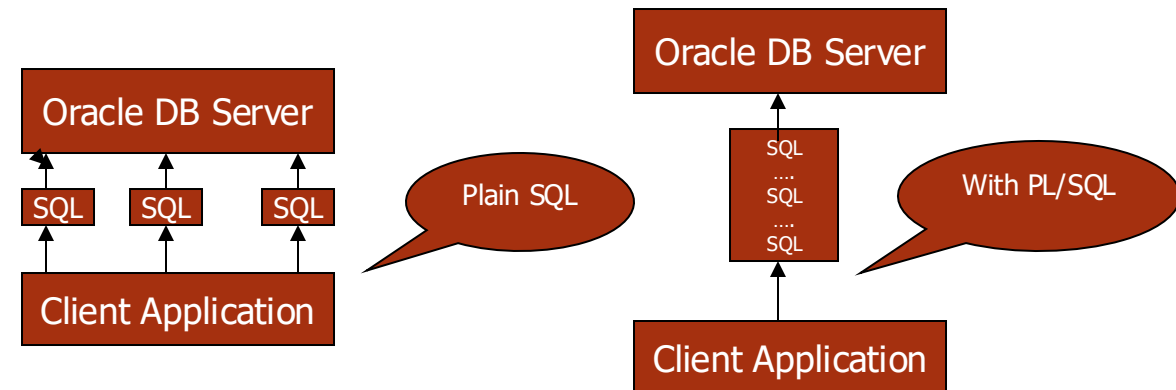 Oracle DB Server
SQL SQL SQL
Client Application
Plain SQL
Oracle DB Server
SQL
....
SQL
....
SQL
Client Application
With PL/SQL